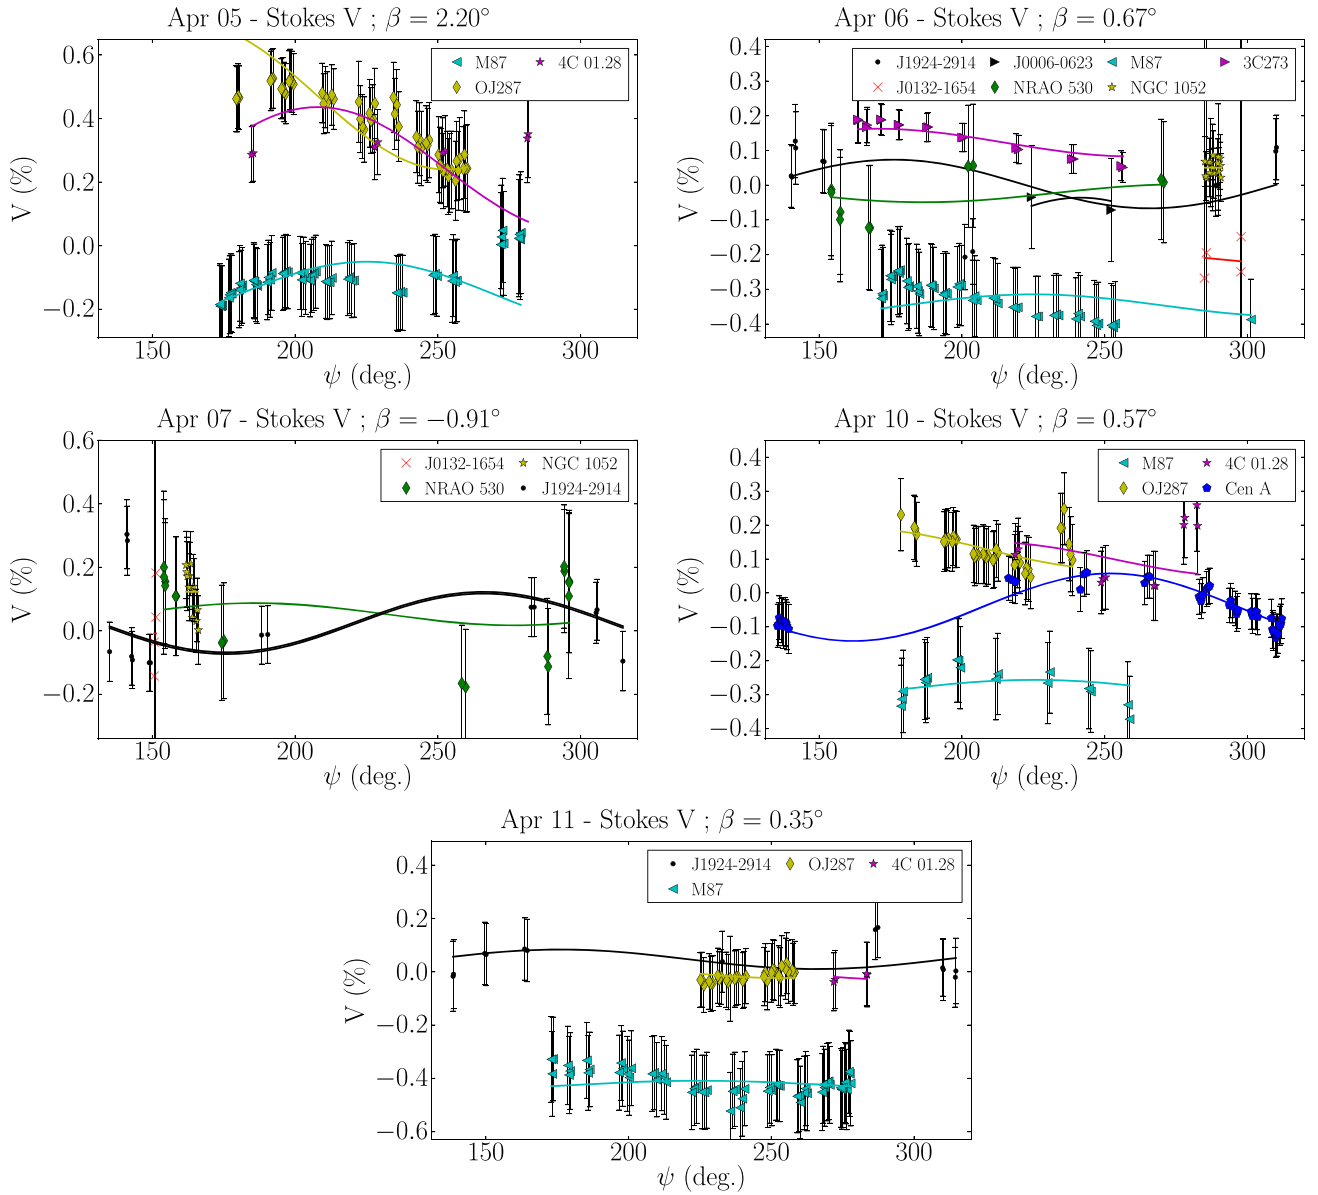 Apr 05 - Stokes V ; β = 2.20°
0.6
0.4
0.2
0.0
−0.2
V (%)
M87
4C 01.28
OJ287
150
200
250
300
ψ (deg.)
Apr 06 - Stokes V ; β = 0.67°
0.4
0.3
0.2
0.1
0.0
−0.1
−0.2
−0.3
−0.4
V (%)
J1924-2914
J0006-0623
M87
3C273
J0132-1654
NRAO 530
NGC 1052
150
200
250
300
ψ (deg.)
Apr 07 - Stokes V ; β = −0.91°
0.6
0.4
0.2
0.0
−0.2
V (%)
J0132-1654
NGC 1052
NRAO 530
J1924-2914
150
200
250
300
ψ (deg.)
Apr 10 - Stokes V ; β = 0.57°
0.4
0.3
0.2
0.1
0.0
−0.1
−0.2
−0.3
−0.4
V (%)
M87
4C 01.28
OJ287
Cen A
150
200
250
300
ψ (deg.)
Apr 11 - Stokes V ; β = 0.35°
0.4
0.2
0.0
−0.2
−0.4
−0.6
V (%)
J1924-2914
OJ287
4C 01.28
M87
150
200
250
300
ψ (deg.)